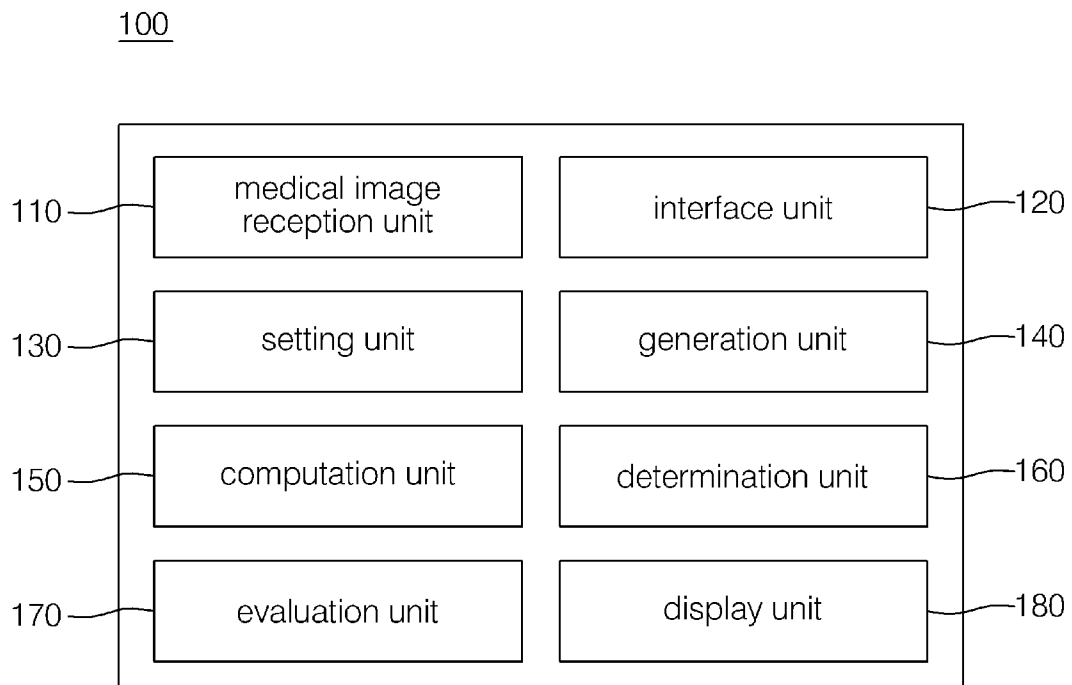 100
110
medical image
reception unit
interface unit
120
130
setting unit
generation unit
140
150
computation unit
determination unit
160
170
evaluation unit
display unit
180